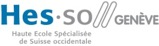 Hes·so// GENÈVE
Haute Ecole Spécialisée
de Suisse occidentale